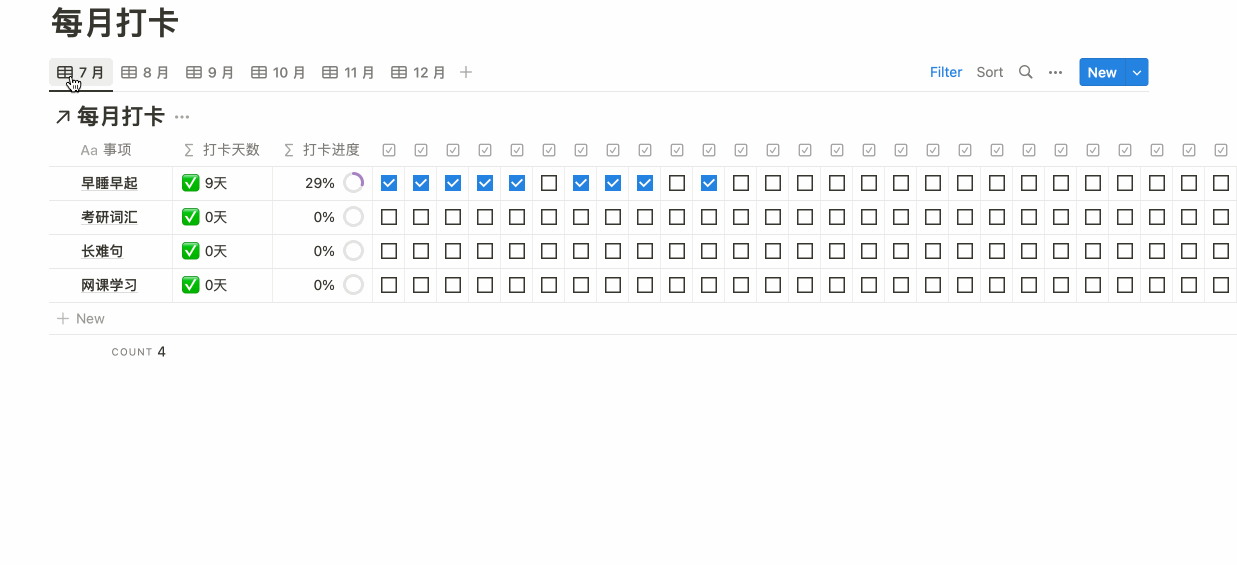 每月打卡
7 月 8 月 9 月 10 月 11 月 12 月 Filter Sort New
每月打卡
Aa 事项 打卡天数 打卡进度
早睡早起 9天 29%
考研词汇 0天 0%
长难句 0天 0%
网课学习 0天 0%
New
COUNT 4